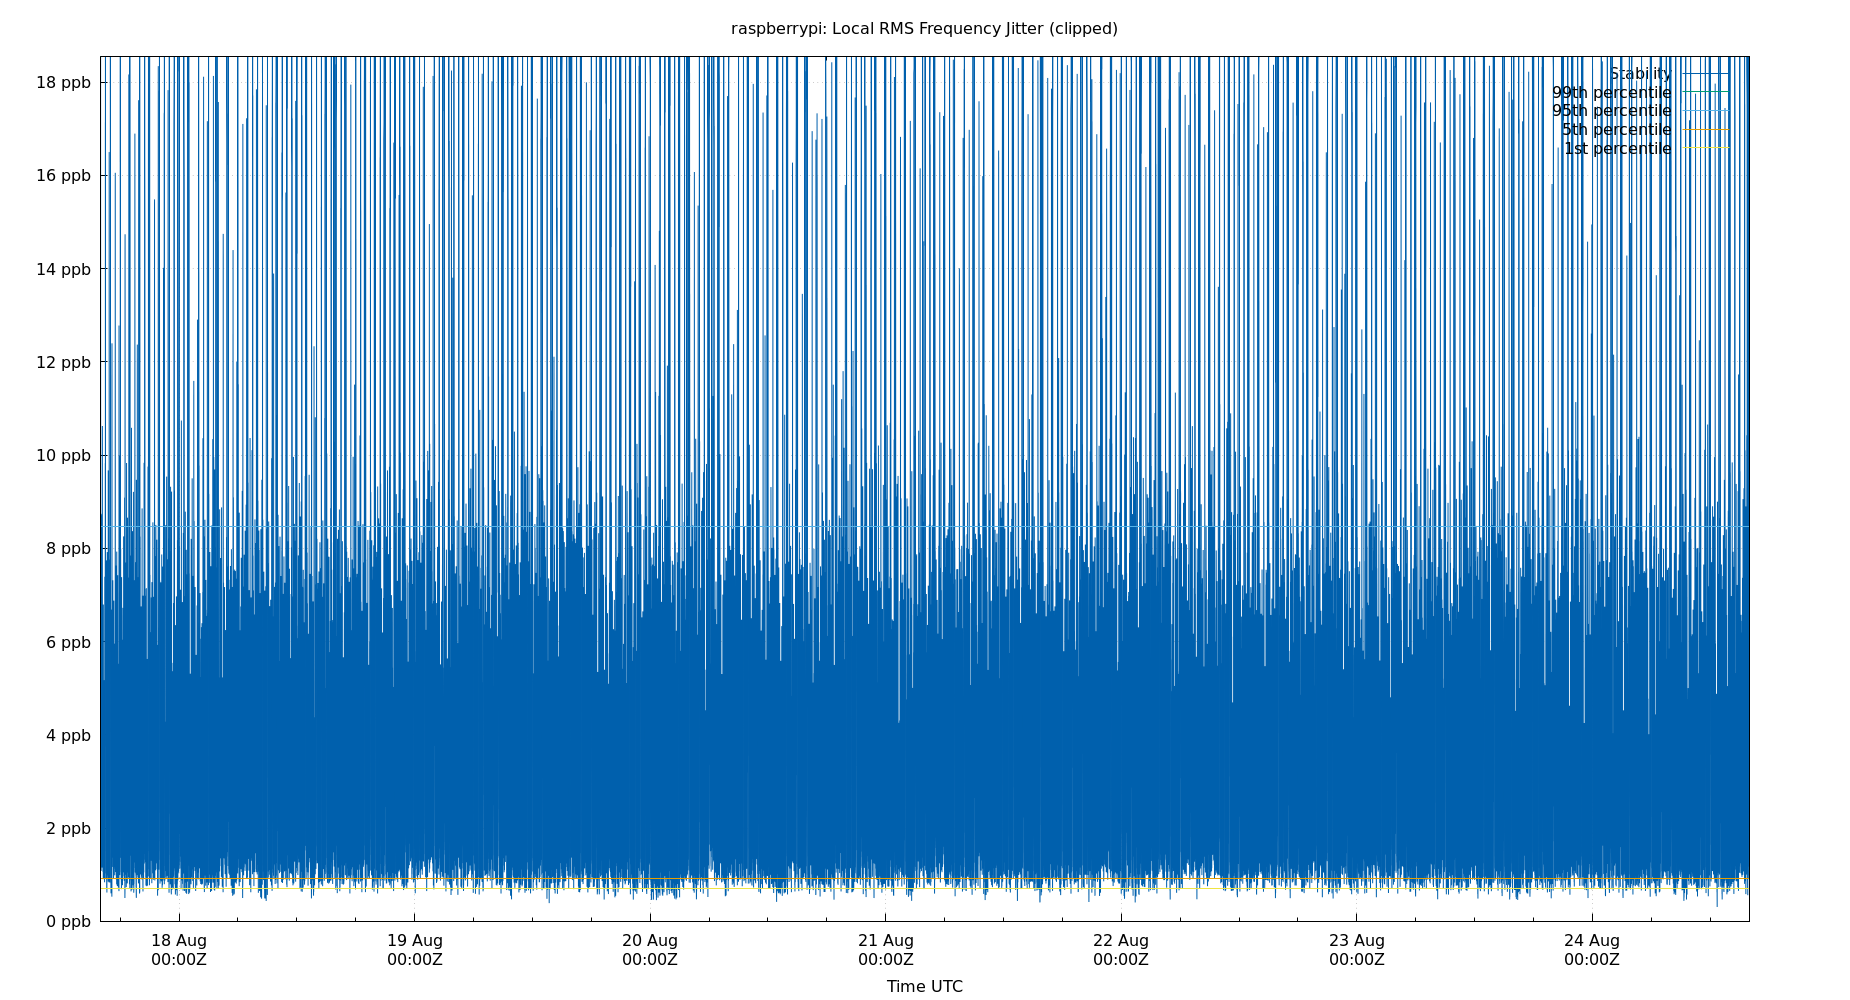 raspberrypi: Local RMS Frequency Jitter (clipped)
18 ppb
16 ppb
14 ppb
12 ppb
10 ppb
8 ppb
6 ppb
4 ppb
2 ppb
0 ppb
Stability
99th percentile
95th percentile
5th percentile
1st percentile
18 Aug 19 Aug 20 Aug 21 Aug 22 Aug 23 Aug 24 Aug
00:00Z 00:00Z 00:00Z 00:00Z 00:00Z 00:00Z 00:00Z
Time UTC